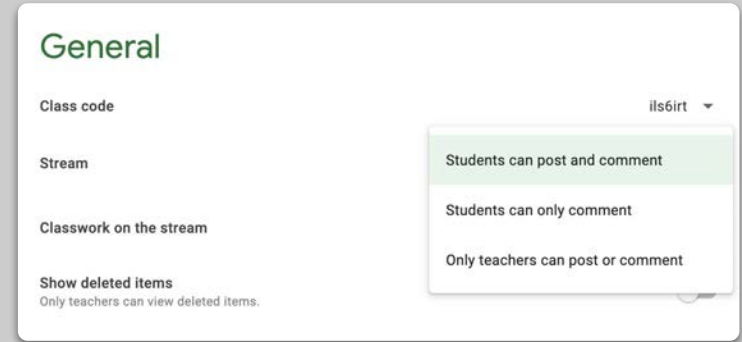 General
Class code
ils6irt
Stream
Students can post and comment
Students can only comment
Classwork on the stream
Only teachers can post or comment
Show deleted items
Only teachers can view deleted items.